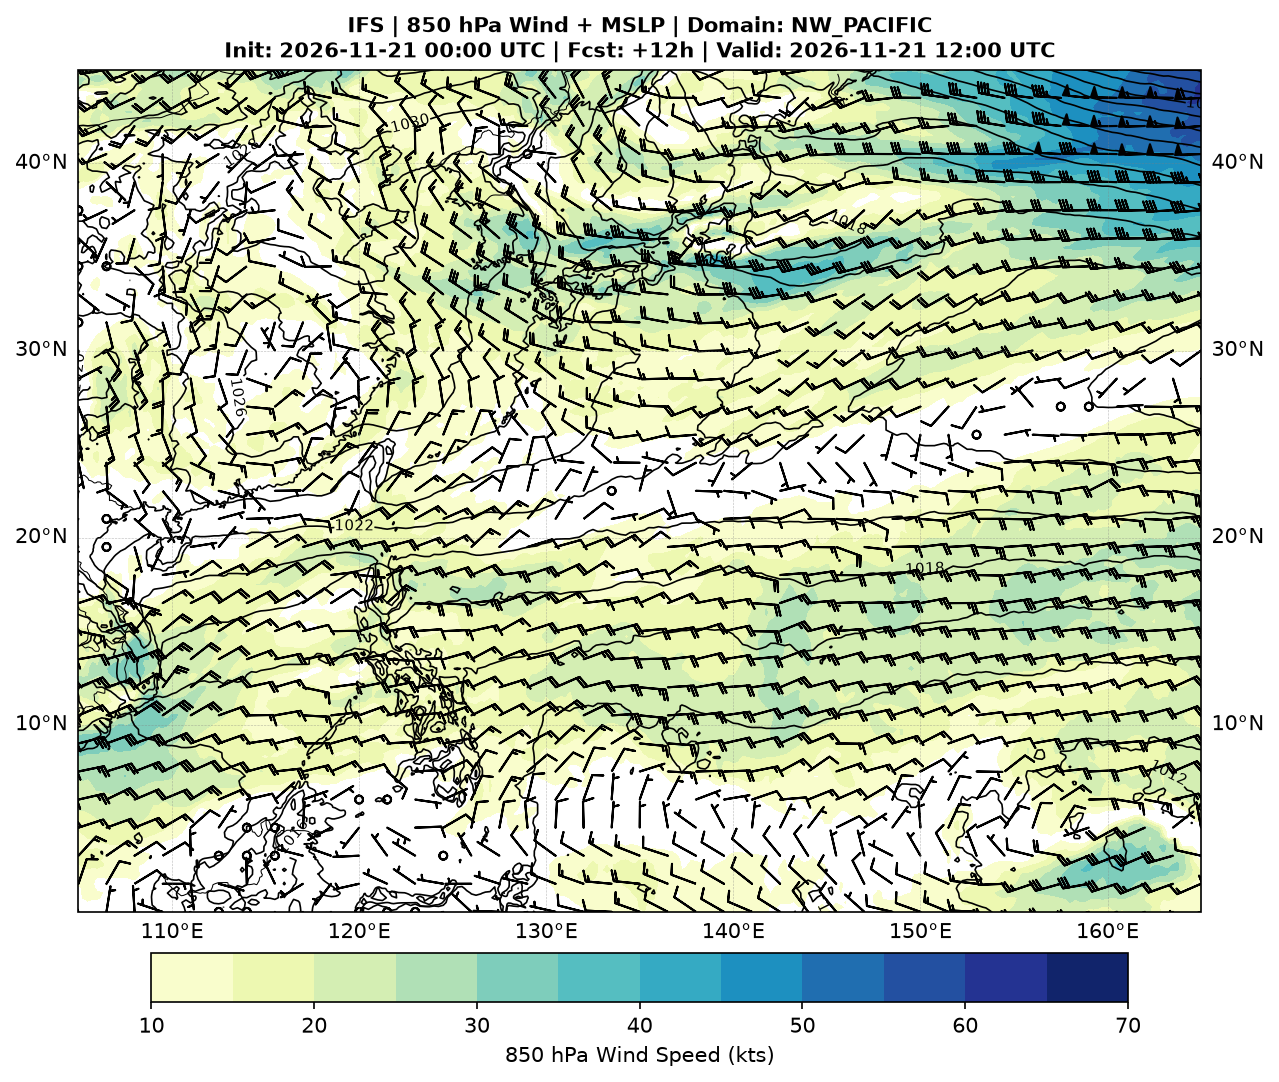 IFS | 850 hPa Wind + MSLP | Domain: NW_PACIFIC
Init: 2026-11-21 00:00 UTC | Fcst: +12h | Valid: 2026-11-21 12:00 UTC
1030
1018
1026
1022
1018
1012
40°N 40°N
30°N 30°N
20°N 20°N
10°N 10°N
110°E 120°E 130°E 140°E 150°E 160°E
10 20 30 40 50 60 70
850 hPa Wind Speed (kts)